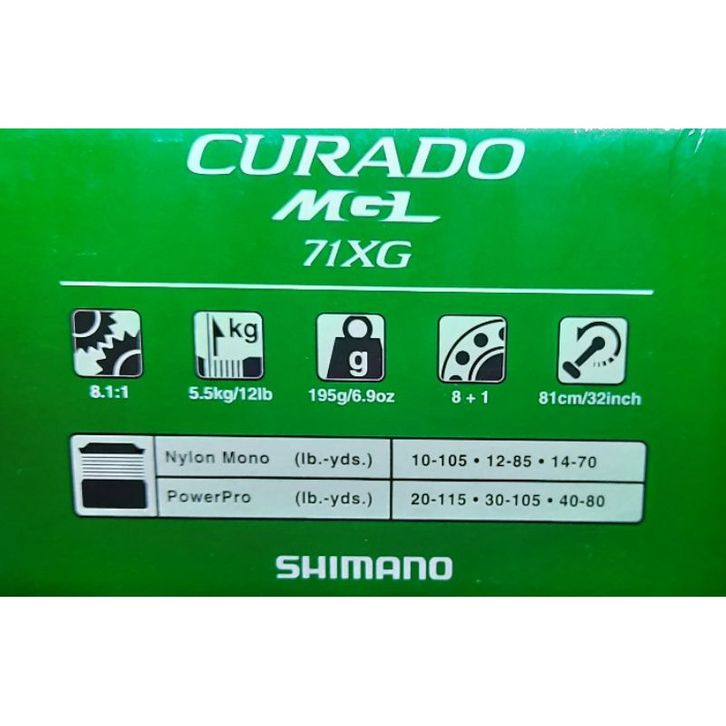 CURADO
MGL
71XG
kg
g
8.1:1
5.5kg/12lb
195g/6.9oz
8 + 1
81cm/32inch
Nylon Mono (lb.-yds.) 10-105 • 12-85 • 14-70
PowerPro (lb.-yds.) 20-115 • 30-105 • 40-80
SHIMANO